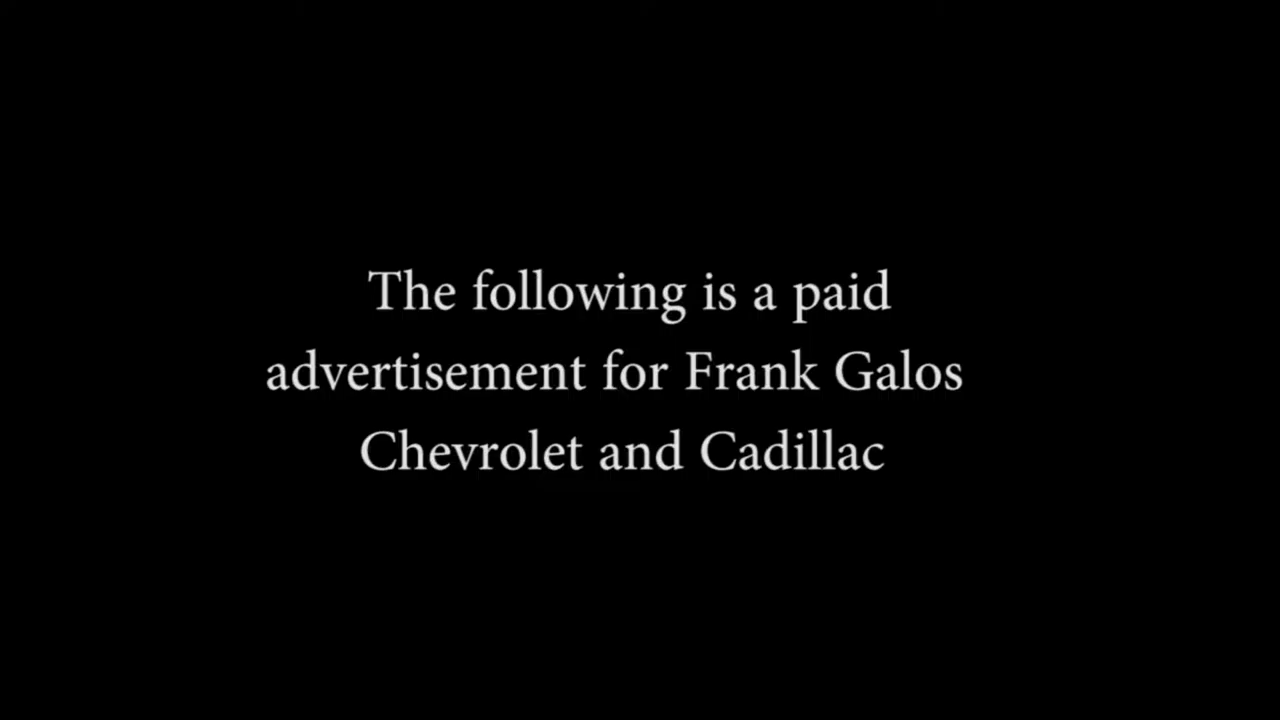 The following is a paid
advertisement for Frank Galos
Chevrolet and Cadillac